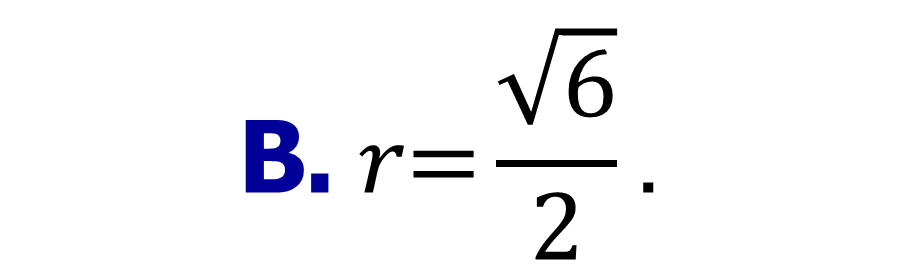 B. r = √6/2 .